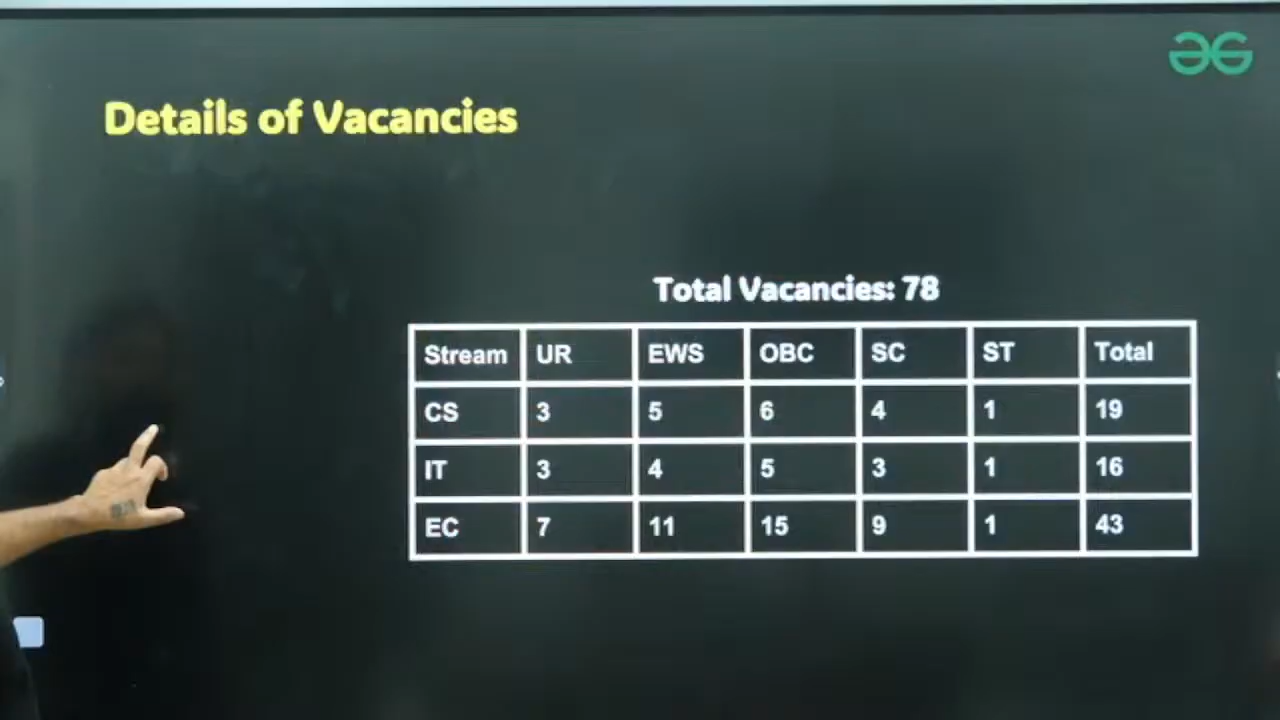 Details of Vacancies
Total Vacancies: 78
Stream UR EWS OBC SC ST Total
CS 3 5 6 4 1 19
IT 3 4 5 3 1 16
EC 7 11 15 9 1 43